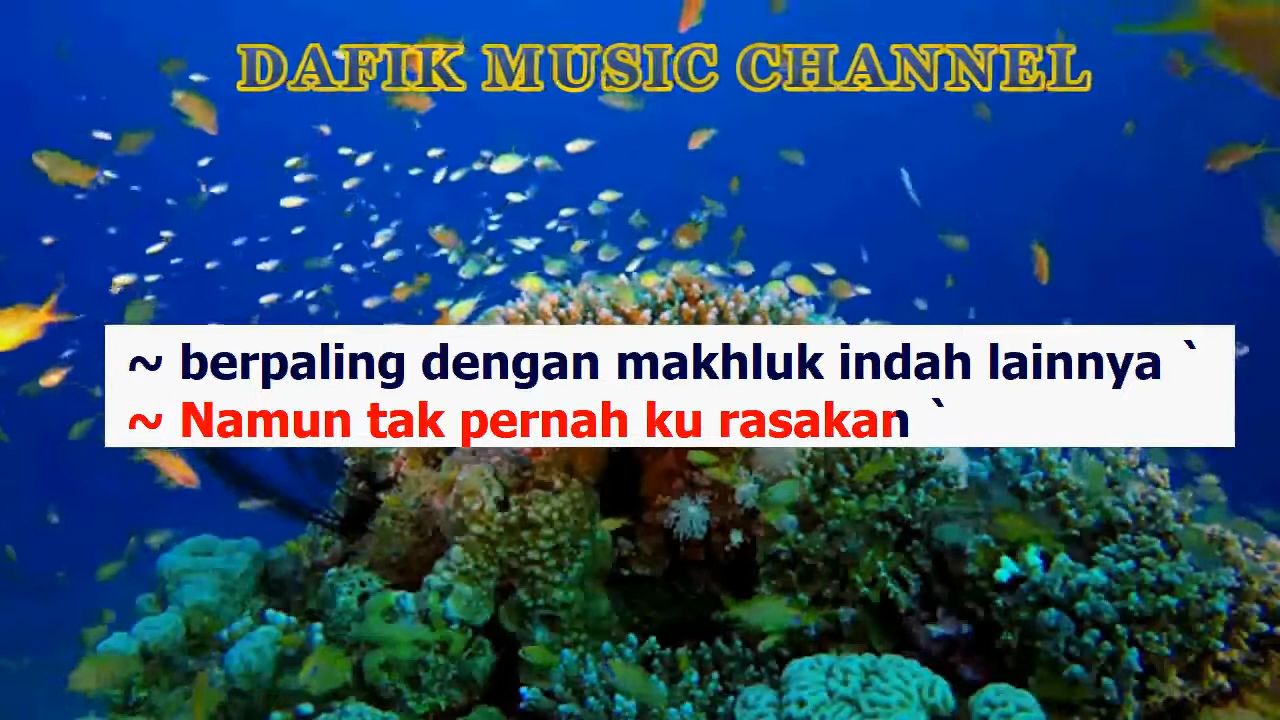 DAFIK MUSIC CHANNEL
~ berpaling dengan makhluk indah lainnya `
~ Namun tak pernah ku rasakan `